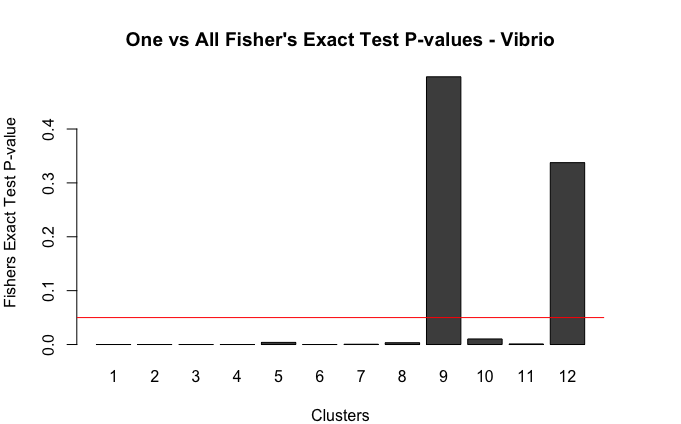 One vs All Fisher's Exact Test P-values - Vibrio
Fishers Exact Test P-value
0.4
0.3
0.2
0.1
0.0
1 2 3 4 5 6 7 8 9 10 11 12
Clusters